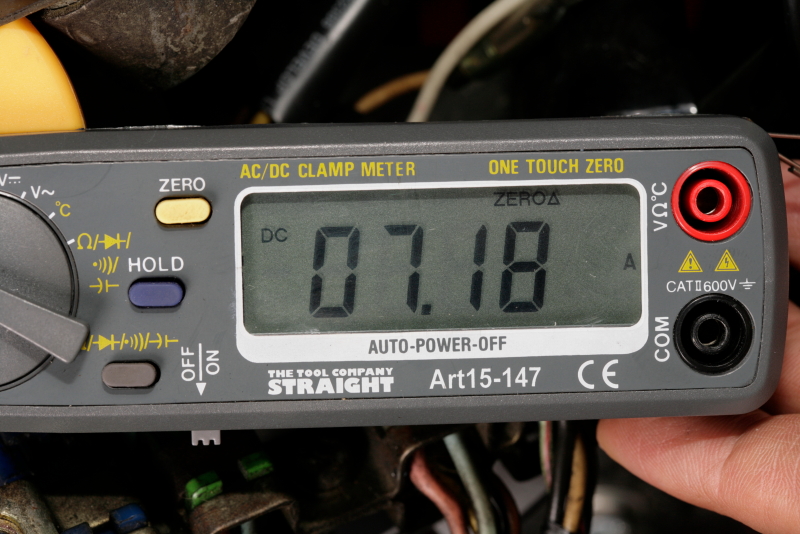 AC/DC CLAMP METER
ONE TOUCH ZERO
V⎓
V~
°C
Ω/
ZERO
HOLD
ZEROΔ
DC
07.18
A
VΩ°C
CAT II 600V
COM
OFF
ON
AUTO-POWER-OFF
THE TOOL COMPANY
STRAIGHT
Art15-147
CE